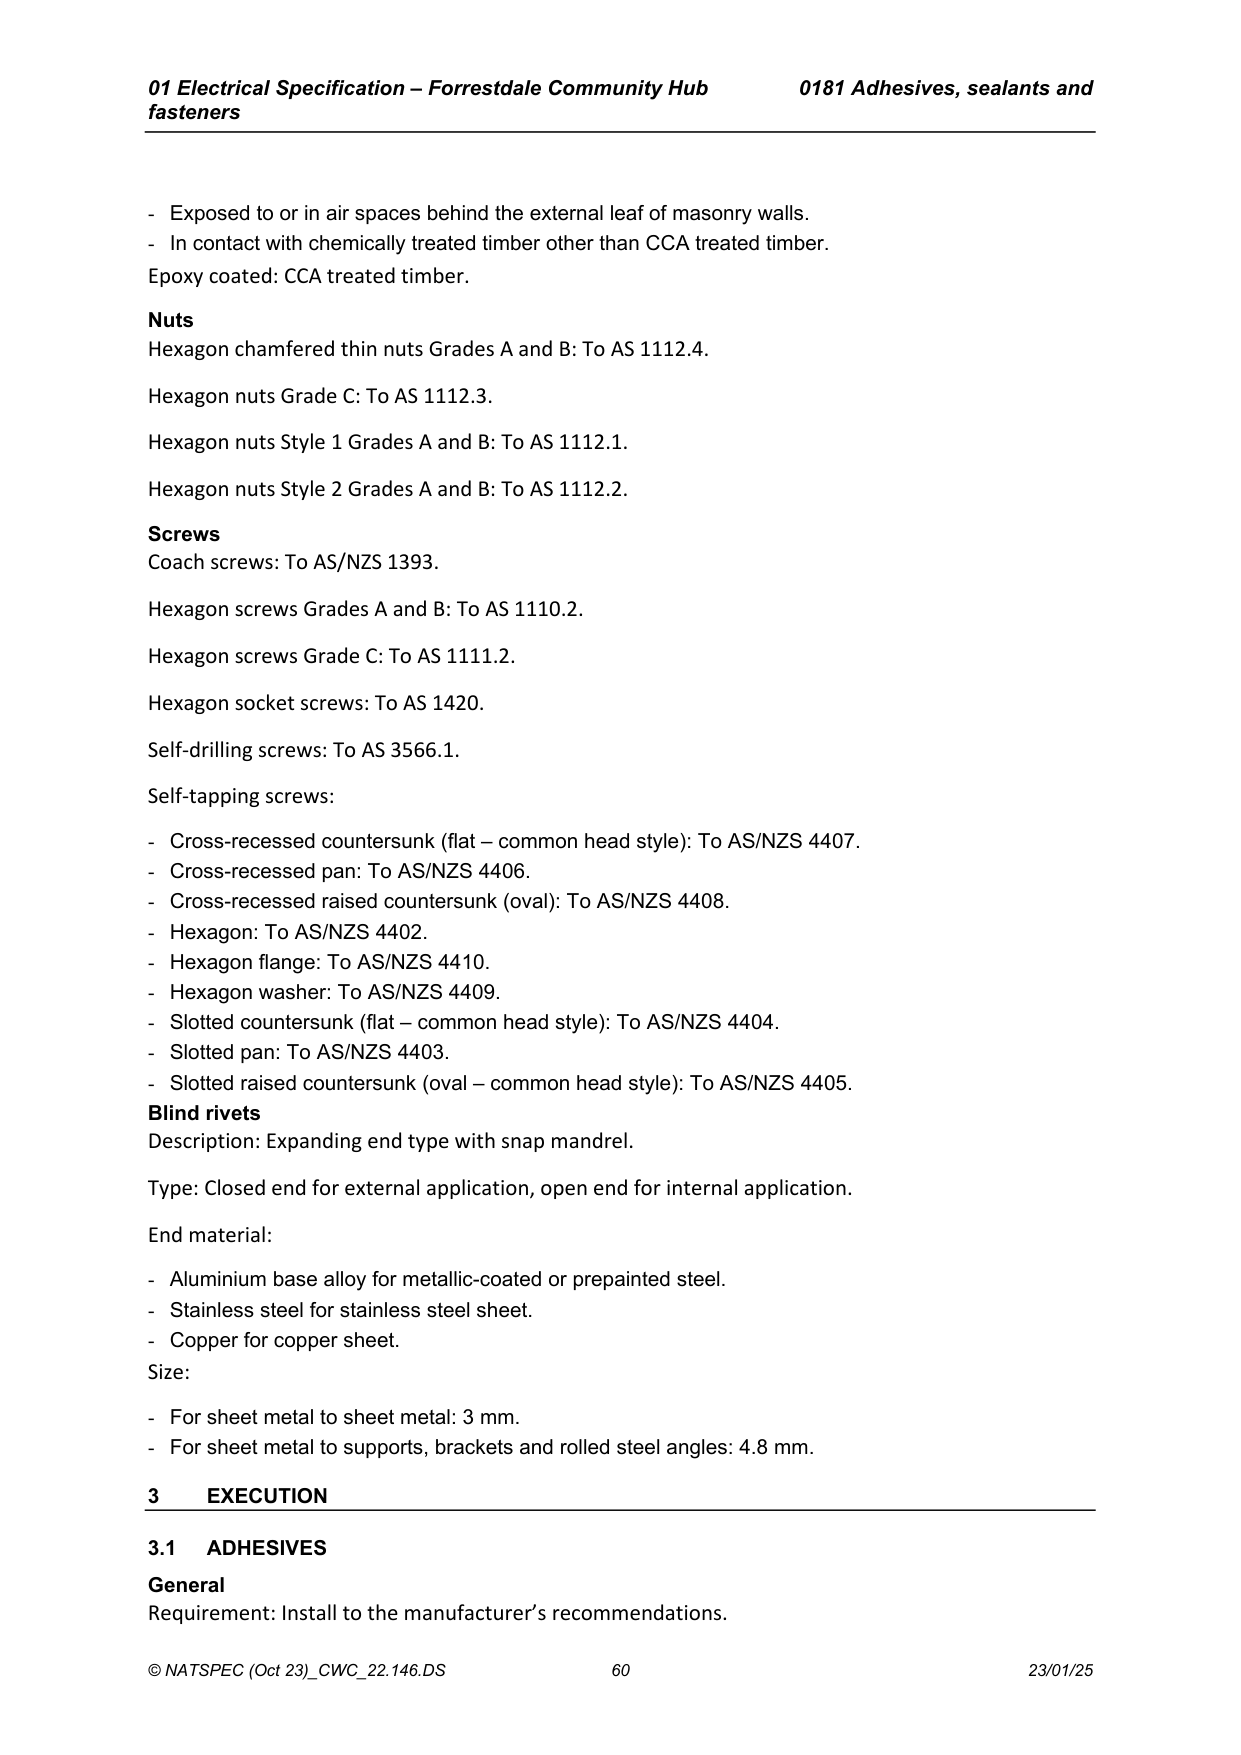 01 Electrical Specification – Forrestdale Community Hub 0181 Adhesives, sealants and
fasteners
- Exposed to or in air spaces behind the external leaf of masonry walls.
- In contact with chemically treated timber other than CCA treated timber.
Epoxy coated: CCA treated timber.
Nuts
Hexagon chamfered thin nuts Grades A and B: To AS 1112.4.
Hexagon nuts Grade C: To AS 1112.3.
Hexagon nuts Style 1 Grades A and B: To AS 1112.1.
Hexagon nuts Style 2 Grades A and B: To AS 1112.2.
Screws
Coach screws: To AS/NZS 1393.
Hexagon screws Grades A and B: To AS 1110.2.
Hexagon screws Grade C: To AS 1111.2.
Hexagon socket screws: To AS 1420.
Self-drilling screws: To AS 3566.1.
Self-tapping screws:
- Cross-recessed countersunk (flat – common head style): To AS/NZS 4407.
- Cross-recessed pan: To AS/NZS 4406.
- Cross-recessed raised countersunk (oval): To AS/NZS 4408.
- Hexagon: To AS/NZS 4402.
- Hexagon flange: To AS/NZS 4410.
- Hexagon washer: To AS/NZS 4409.
- Slotted countersunk (flat – common head style): To AS/NZS 4404.
- Slotted pan: To AS/NZS 4403.
- Slotted raised countersunk (oval – common head style): To AS/NZS 4405.
Blind rivets
Description: Expanding end type with snap mandrel.
Type: Closed end for external application, open end for internal application.
End material:
- Aluminium base alloy for metallic-coated or prepainted steel.
- Stainless steel for stainless steel sheet.
- Copper for copper sheet.
Size:
- For sheet metal to sheet metal: 3 mm.
- For sheet metal to supports, brackets and rolled steel angles: 4.8 mm.
3 EXECUTION
3.1 ADHESIVES
General
Requirement: Install to the manufacturer’s recommendations.
© NATSPEC (Oct 23)_CWC_22.146.DS 60 23/01/25